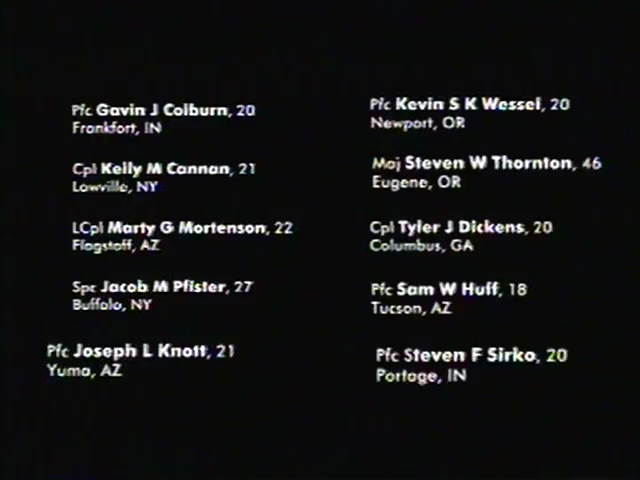 Pfc Gavin J Colburn, 20
Frankfort, IN
Cpl Kelly M Cannan, 21
Lowville, NY
LCpl Marty G Mortenson, 22
Flagstaff, AZ
Spc Jacob M Pfister, 27
Buffalo, NY
Pfc Joseph L Knott, 21
Yuma, AZ
Pfc Kevin S K Wessel, 20
Newport, OR
Maj Steven W Thornton, 46
Eugene, OR
Cpl Tyler J Dickens, 20
Columbus, GA
Pfc Sam W Huff, 18
Tucson, AZ
Pfc Steven F Sirko, 20
Portage, IN